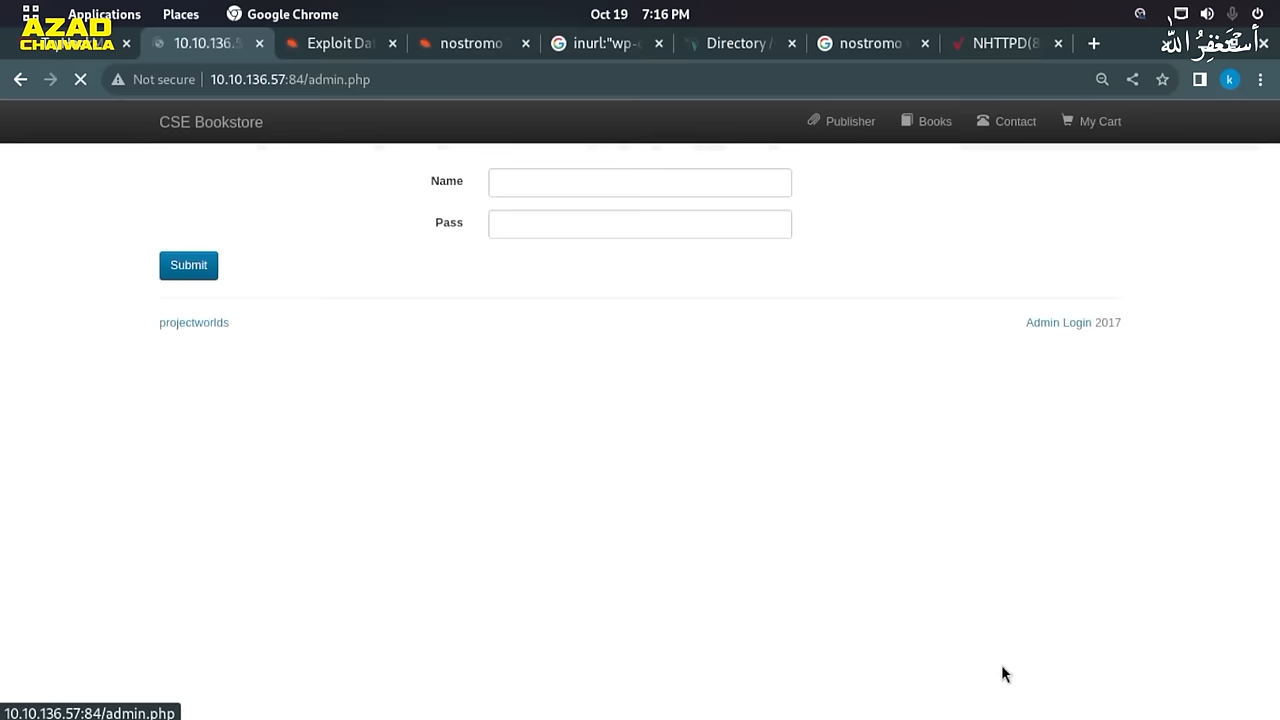 Applications Places Google Chrome Oct 19 7:16 PM
AZAD
CHAIWALA
10.10.136.5 Exploit Da nostromo inurl:"wp- Directory nostromo NHTTPD(8
أستغفر الله
Not secure 10.10.136.57:84/admin.php k
CSE Bookstore Publisher Books Contact My Cart
Name
Pass
Submit
projectworlds Admin Login 2017
10.10.136.57:84/admin.php